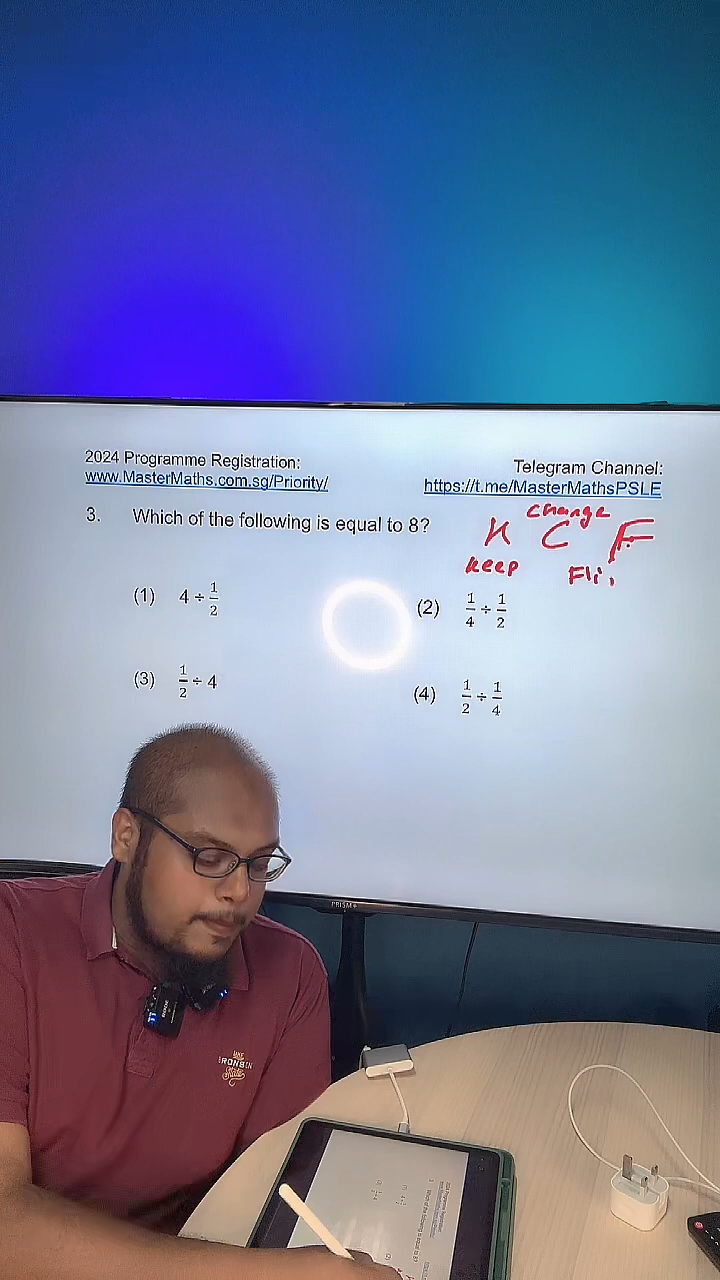 2024 Programme Registration:
www.MasterMaths.com.sg/Priority/
Telegram Channel:
https://t.me/MasterMathsPSLE
3. Which of the following is equal to 8?
K C F
change
keep
Fli
(1) 4 ÷ 1/2
(2) 1/4 ÷ 1/2
(3) 1/2 ÷ 4
(4) 1/2 ÷ 1/4
PRISM+